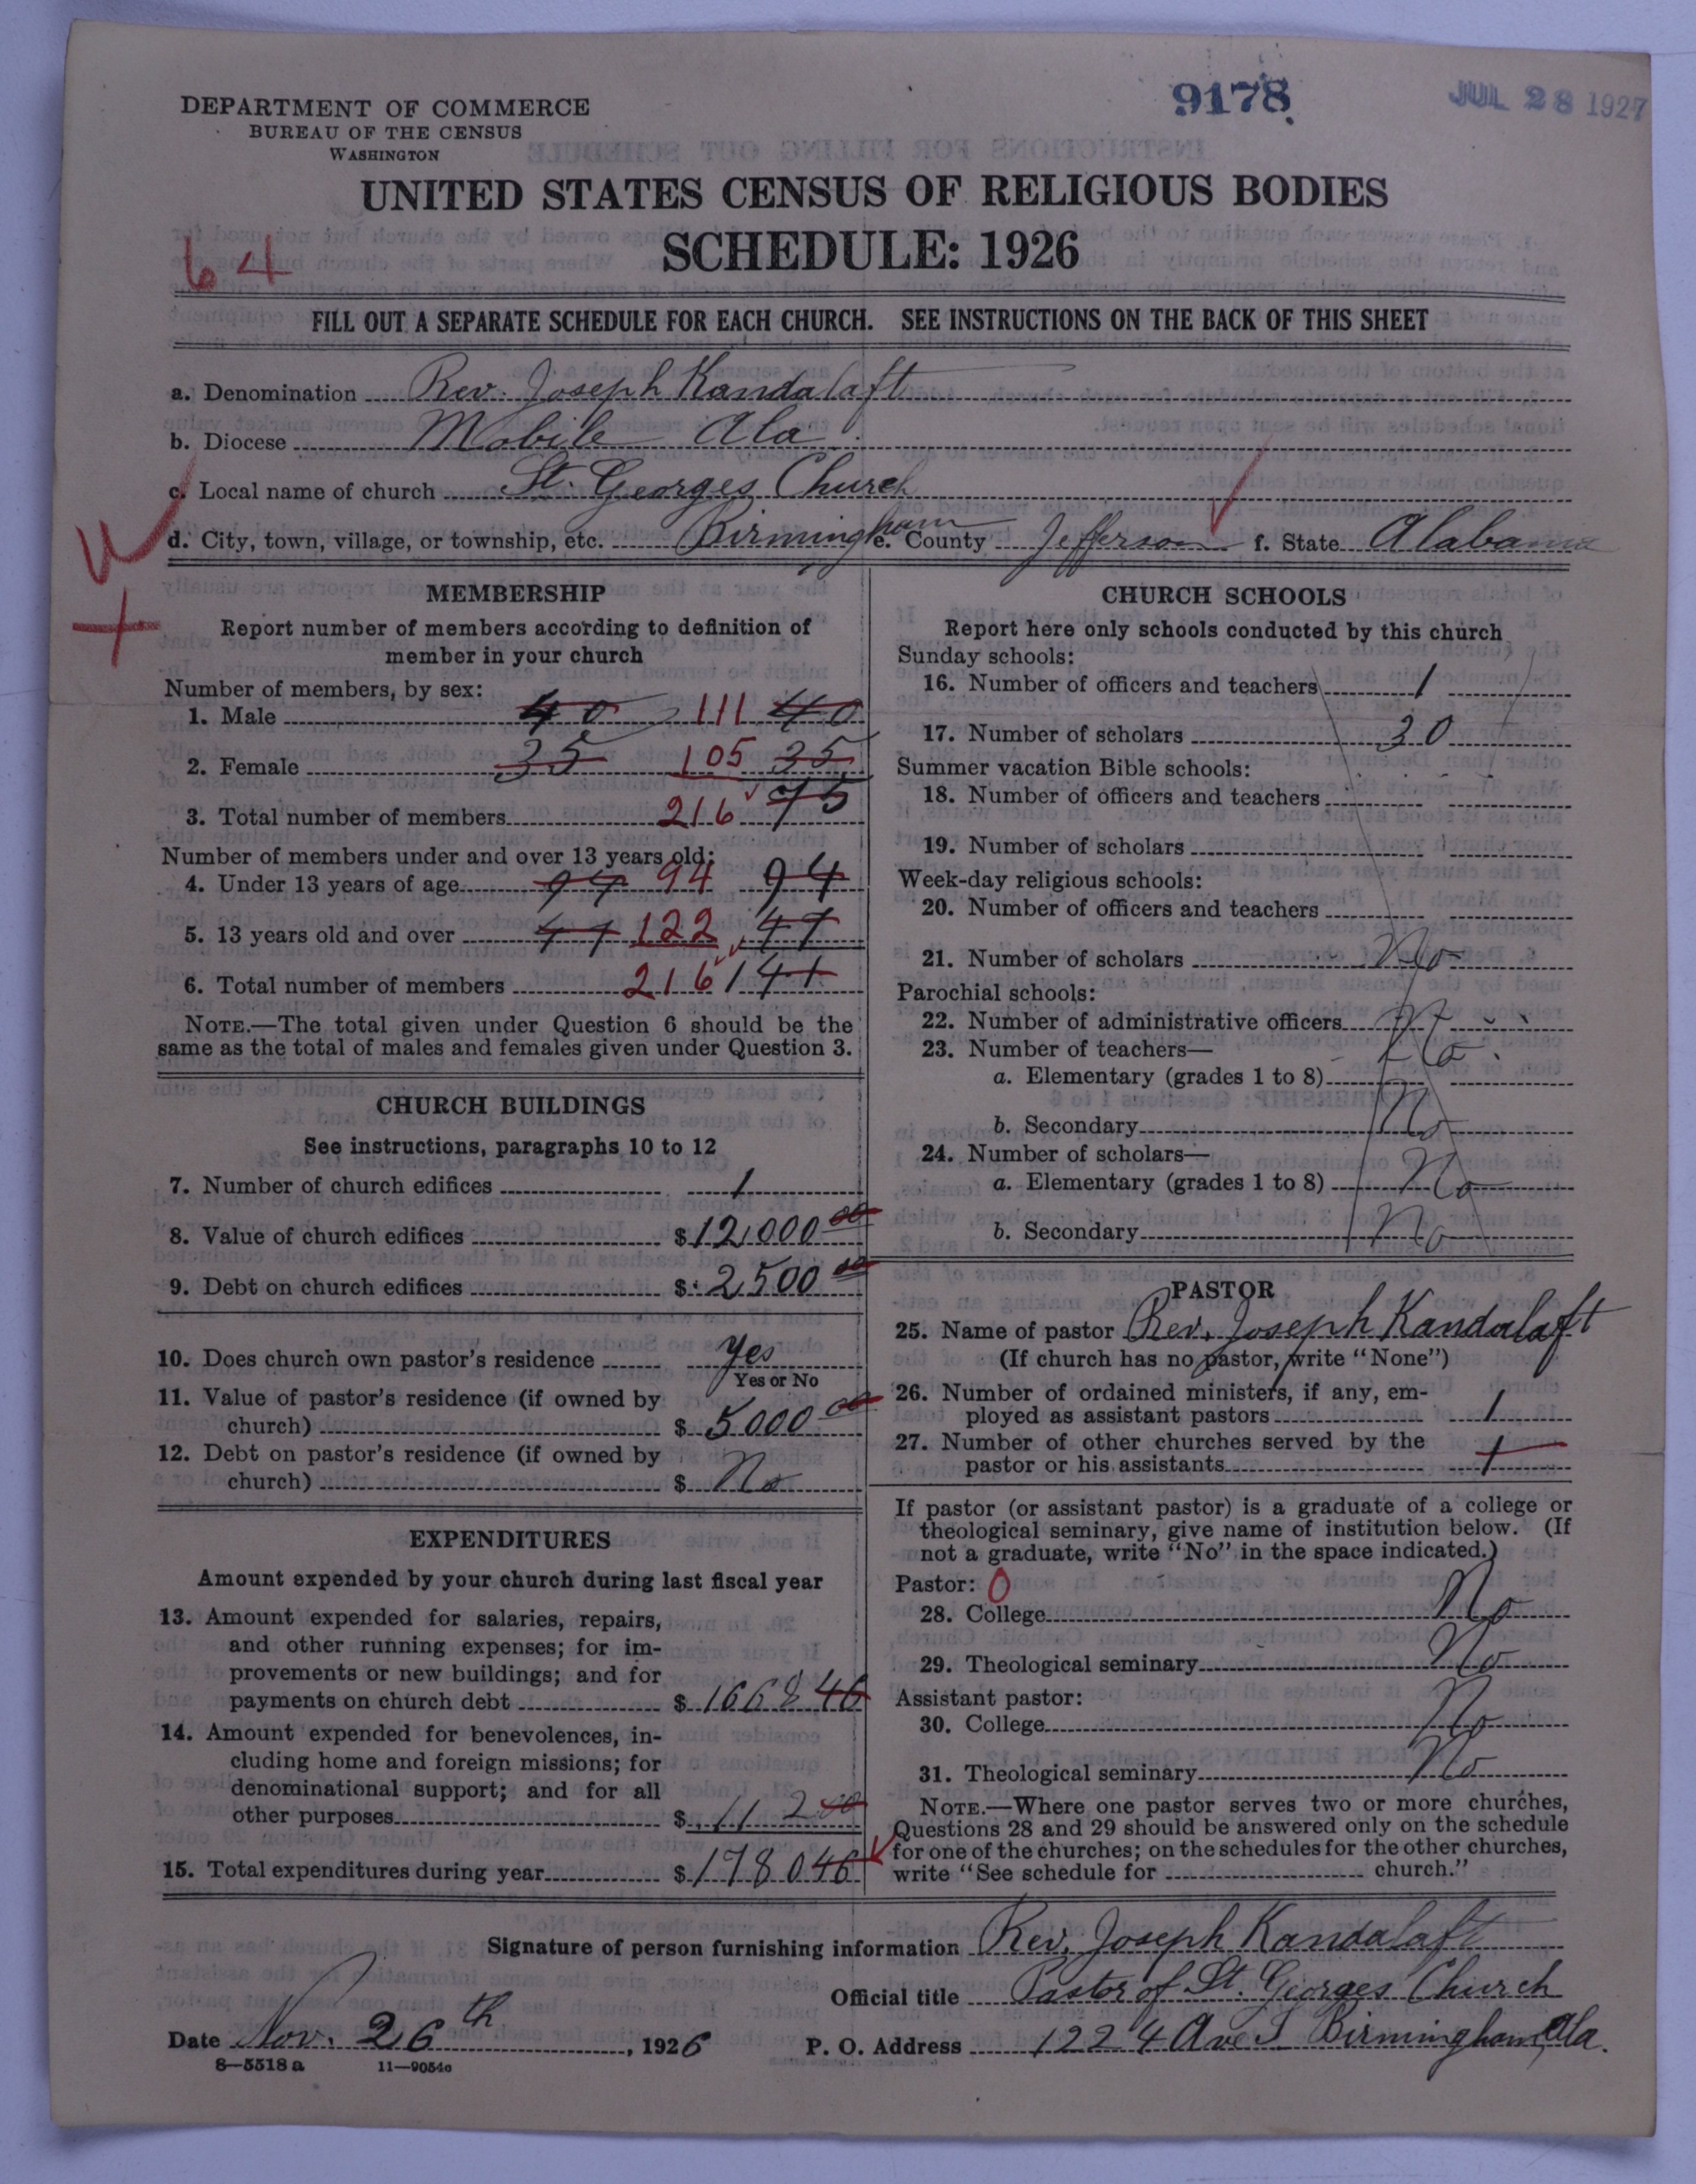 DEPARTMENT OF COMMERCE
BUREAU OF THE CENSUS
WASHINGTON
9178
JUL 28 1927
UNITED STATES CENSUS OF RELIGIOUS BODIES
SCHEDULE: 1926
64
FILL OUT A SEPARATE SCHEDULE FOR EACH CHURCH. SEE INSTRUCTIONS ON THE BACK OF THIS SHEET
a. Denomination Rev. Joseph Kandalaft
b. Diocese Mobile Ala.
c. Local name of church St. Georges Church
d. City, town, village, or township, etc. Birmingham e. County Jefferson f. State Alabama
MEMBERSHIP
Report number of members according to definition of
member in your church
Number of members, by sex:
1. Male 40 111 40
2. Female 35 105 35
3. Total number of members 216 75
Number of members under and over 13 years old:
4. Under 13 years of age 94 94 94
5. 13 years old and over 47 122 47
6. Total number of members 216 141
NOTE.—The total given under Question 6 should be the
same as the total of males and females given under Question 3.
CHURCH BUILDINGS
See instructions, paragraphs 10 to 12
7. Number of church edifices 1
8. Value of church edifices $12,000 00
9. Debt on church edifices $ 2,500 00
10. Does church own pastor's residence Yes
Yes or No
11. Value of pastor's residence (if owned by
church) $ 5000 00
12. Debt on pastor's residence (if owned by
church) $ No
EXPENDITURES
Amount expended by your church during last fiscal year
13. Amount expended for salaries, repairs,
and other running expenses; for im-
provements or new buildings; and for
payments on church debt $ 1668 46
14. Amount expended for benevolences, in-
cluding home and foreign missions; for
denominational support; and for all
other purposes $ 112 00
15. Total expenditures during year $ 1780 46
CHURCH SCHOOLS
Report here only schools conducted by this church
Sunday schools:
16. Number of officers and teachers 1
17. Number of scholars 30
Summer vacation Bible schools:
18. Number of officers and teachers
19. Number of scholars
Week-day religious schools:
20. Number of officers and teachers
21. Number of scholars No
Parochial schools:
22. Number of administrative officers
23. Number of teachers— No.
a. Elementary (grades 1 to 8)
b. Secondary No
24. Number of scholars—
a. Elementary (grades 1 to 8) No
b. Secondary No
PASTOR
25. Name of pastor Rev. Joseph Kandalaft
(If church has no pastor, write "None")
26. Number of ordained ministers, if any, em-
ployed as assistant pastors 1
27. Number of other churches served by the
pastor or his assistants 1
If pastor (or assistant pastor) is a graduate of a college or
theological seminary, give name of institution below. (If
not a graduate, write "No" in the space indicated.)
Pastor: 0
28. College No
29. Theological seminary No
Assistant pastor:
30. College No
31. Theological seminary No
NOTE.—Where one pastor serves two or more churches,
Questions 28 and 29 should be answered only on the schedule
for one of the churches; on the schedules for the other churches,
write "See schedule for church."
Signature of person furnishing information Rev. Joseph Kandalaft
Official title Pastor of St. Georges Church
Date Nov. 26th, 1926 P. O. Address 1224 Ave I Birmingham, Ala.
8—5518 a 11—9054c